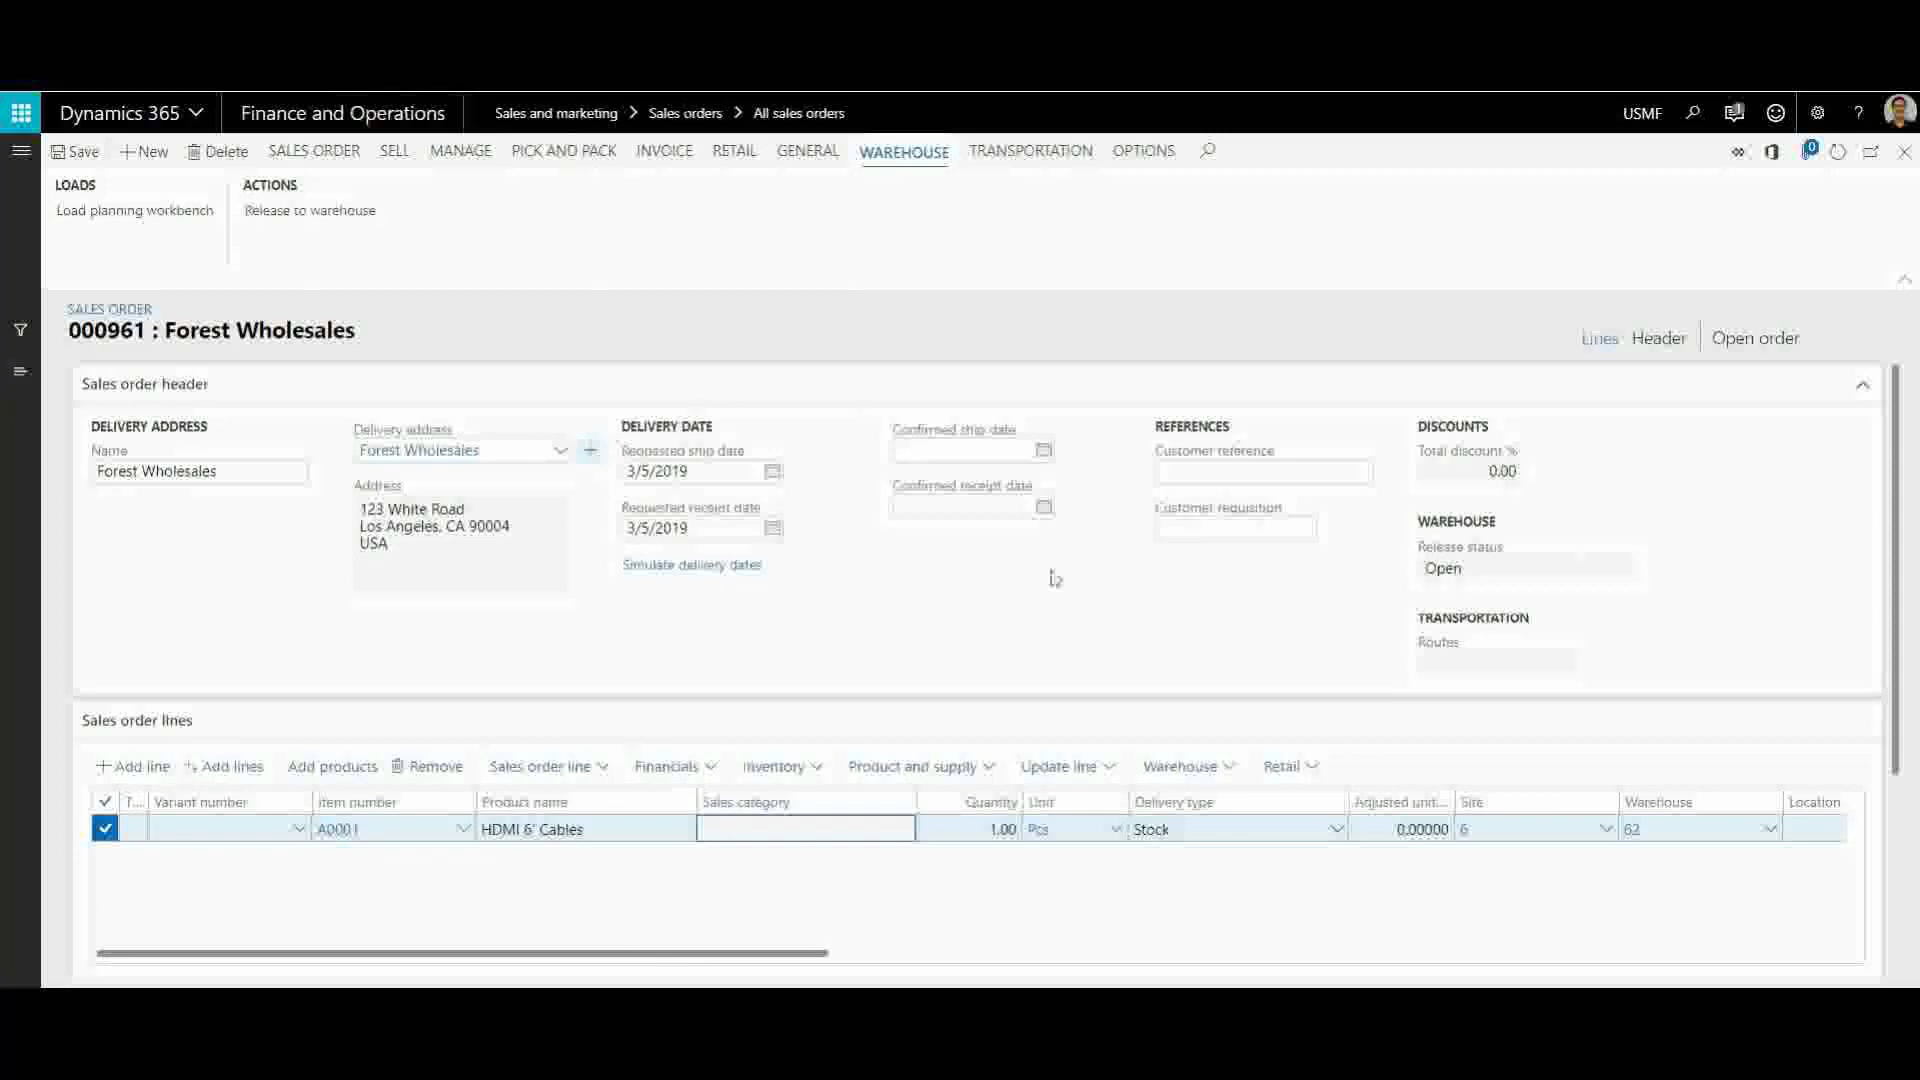 Dynamics 365 Finance and Operations Sales and marketing Sales orders All sales orders USMF ?
Save New Delete SALES ORDER SELL MANAGE PICK AND PACK INVOICE RETAIL GENERAL WAREHOUSE TRANSPORTATION OPTIONS 0
LOADS ACTIONS
Load planning workbench Release to warehouse
SALES ORDER
000961 : Forest Wholesales
Lines Header Open order
Sales order header
DELIVERY ADDRESS
Name
Forest Wholesales
Delivery address
Forest Wholesales
Address
123 White Road
Los Angeles, CA 90004
USA
DELIVERY DATE
Requested ship date
3/5/2019
Requested receipt date
3/5/2019
Simulate delivery dates
Confirmed ship date
Confirmed receipt date
REFERENCES
Customer reference
Customer requisition
DISCOUNTS
Total discount %
0.00
WAREHOUSE
Release status
Open
TRANSPORTATION
Routes
Sales order lines
Add line Add lines Add products Remove Sales order line Financials Inventory Product and supply Update line Warehouse Retail
T... Variant number Item number Product name Sales category Quantity Unit Delivery type Adjusted unit... Site Warehouse Location
A0001 HDMI 6' Cables 1.00 Pcs Stock 0.00000 6 62